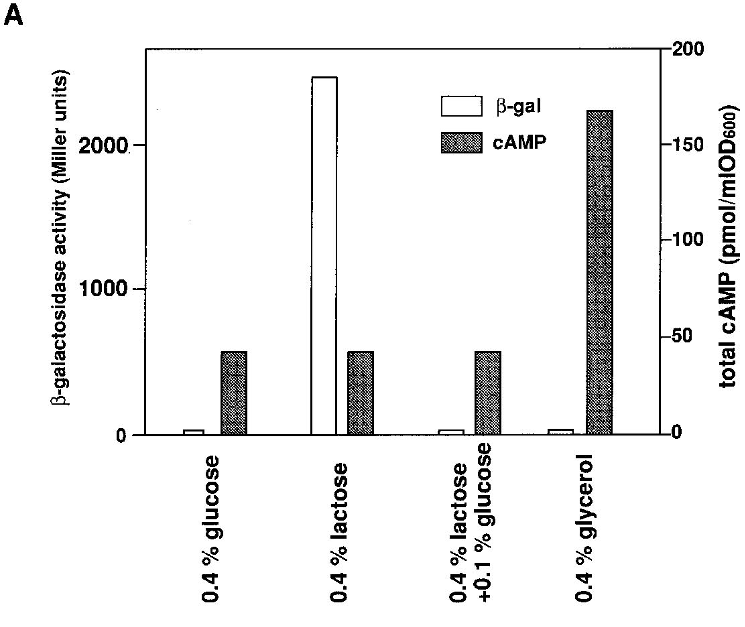 A
β-galactosidase activity (Miller units)
2000
1000
0
β-gal
cAMP
200
150
100
50
0
total cAMP (pmol/mlOD600)
0.4 % glucose
0.4 % lactose
0.4 % lactose
+0.1 % glucose
0.4 % glycerol